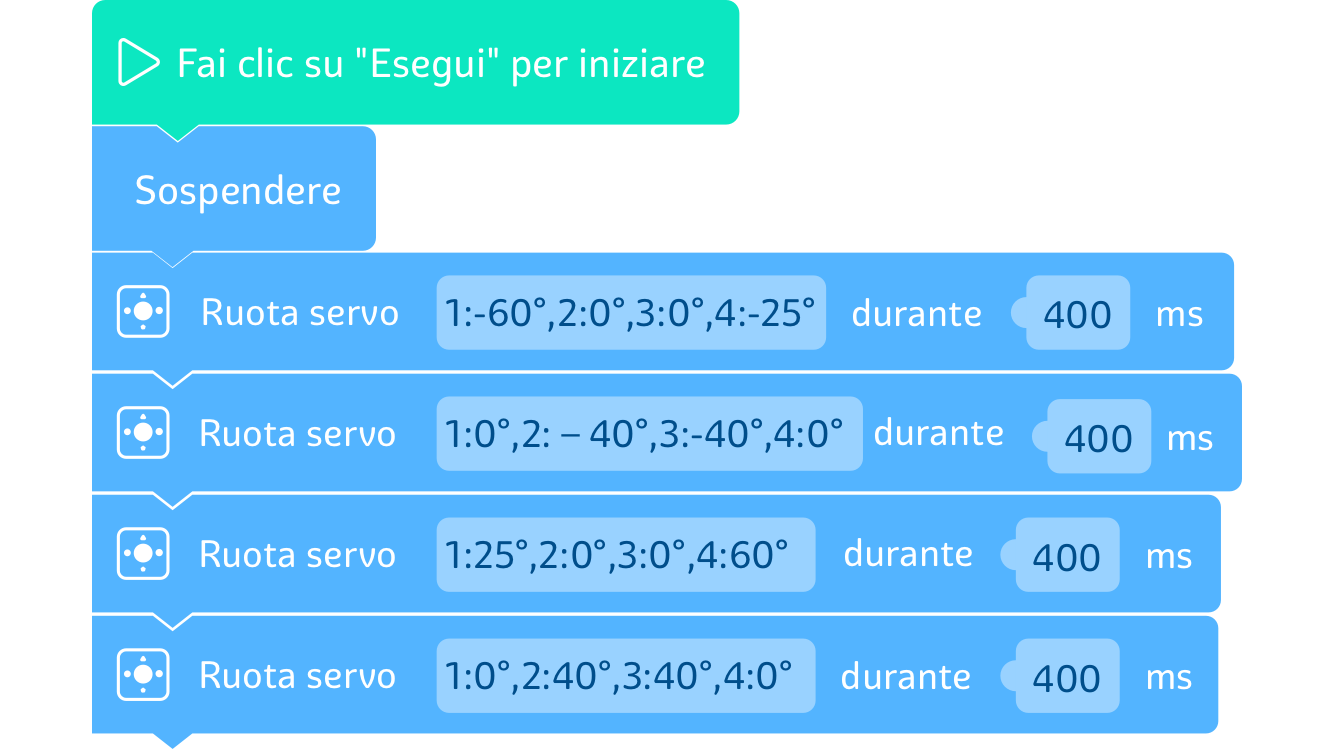 Fai clic su "Esegui" per iniziare
Sospendere
Ruota servo 1:-60°,2:0°,3:0°,4:-25° durante 400 ms
Ruota servo 1:0°,2: – 40°,3:-40°,4:0° durante 400 ms
Ruota servo 1:25°,2:0°,3:0°,4:60° durante 400 ms
Ruota servo 1:0°,2:40°,3:40°,4:0° durante 400 ms